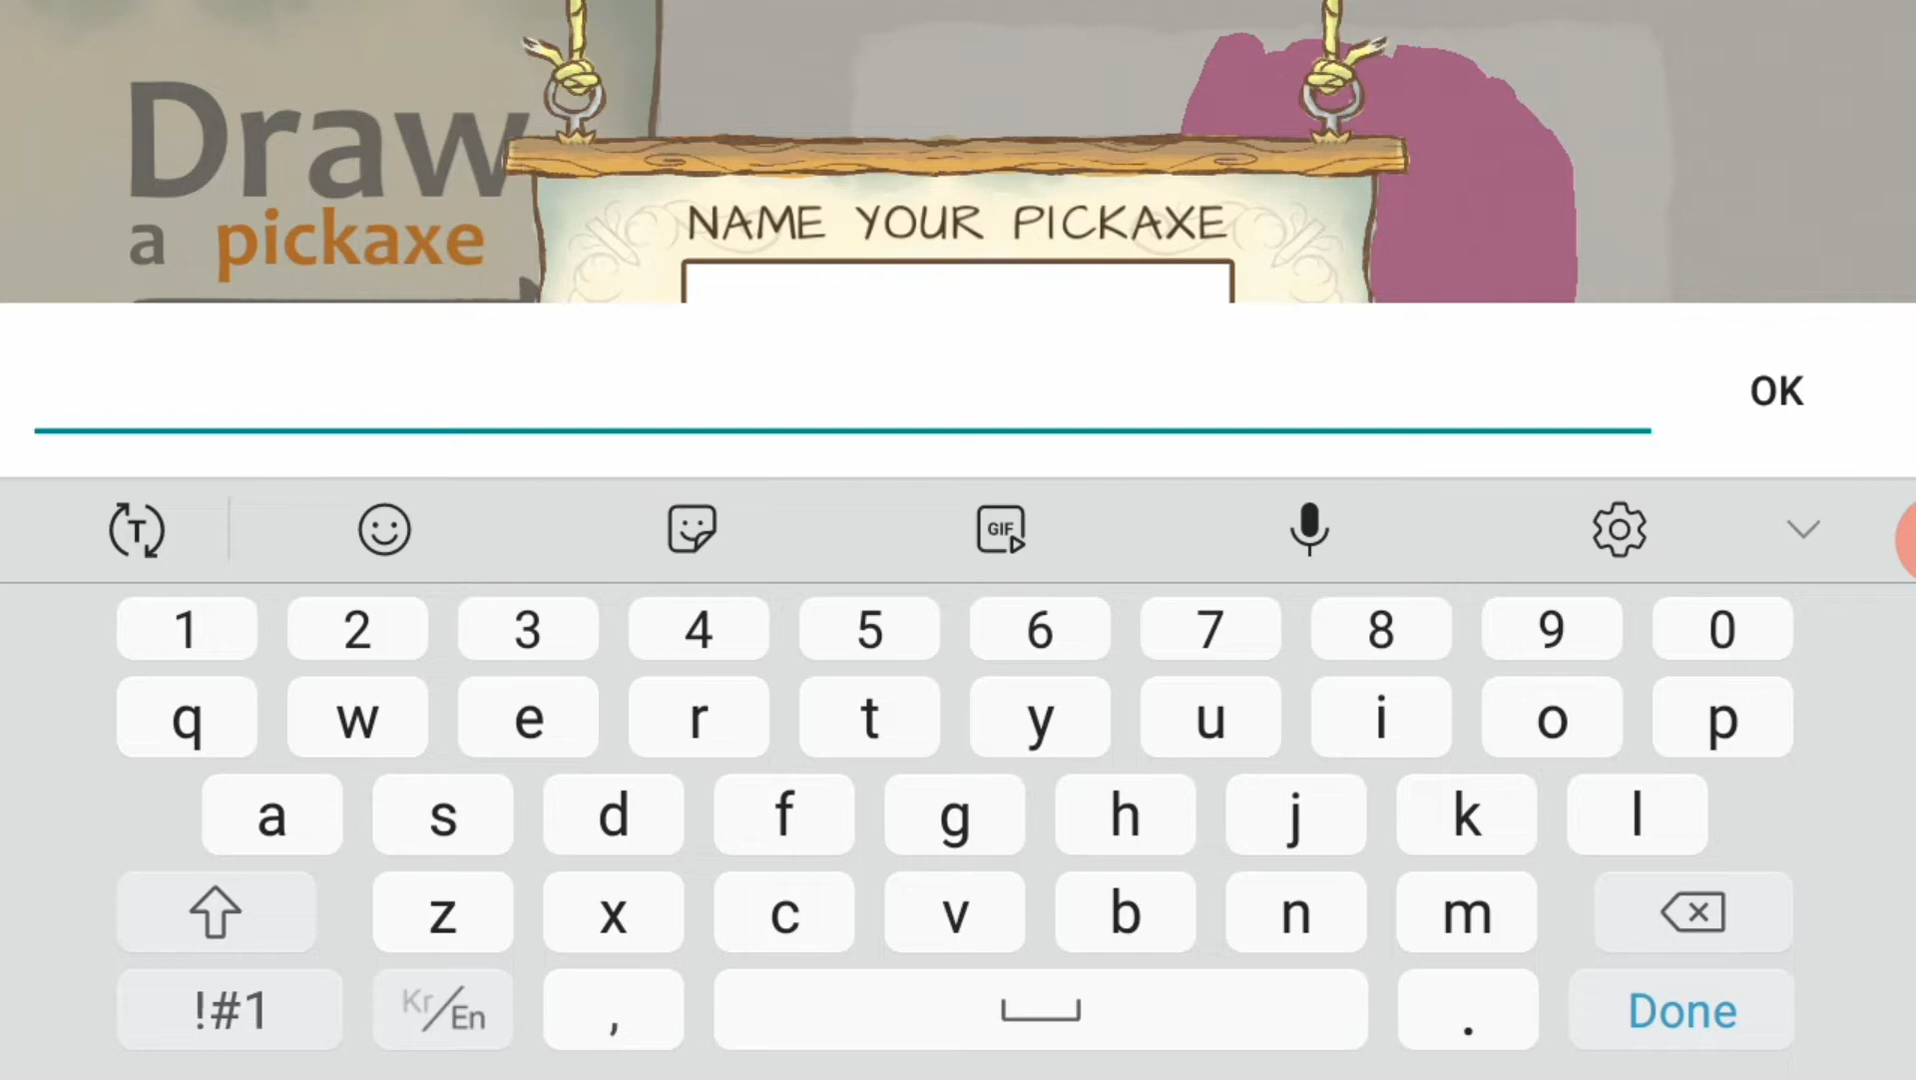 Draw
a pickaxe
NAME YOUR PICKAXE
OK
T
GIF
1 2 3 4 5 6 7 8 9 0
q w e r t y u i o p
a s d f g h j k l
z x c v b n m
!#1 Kr/En , . Done